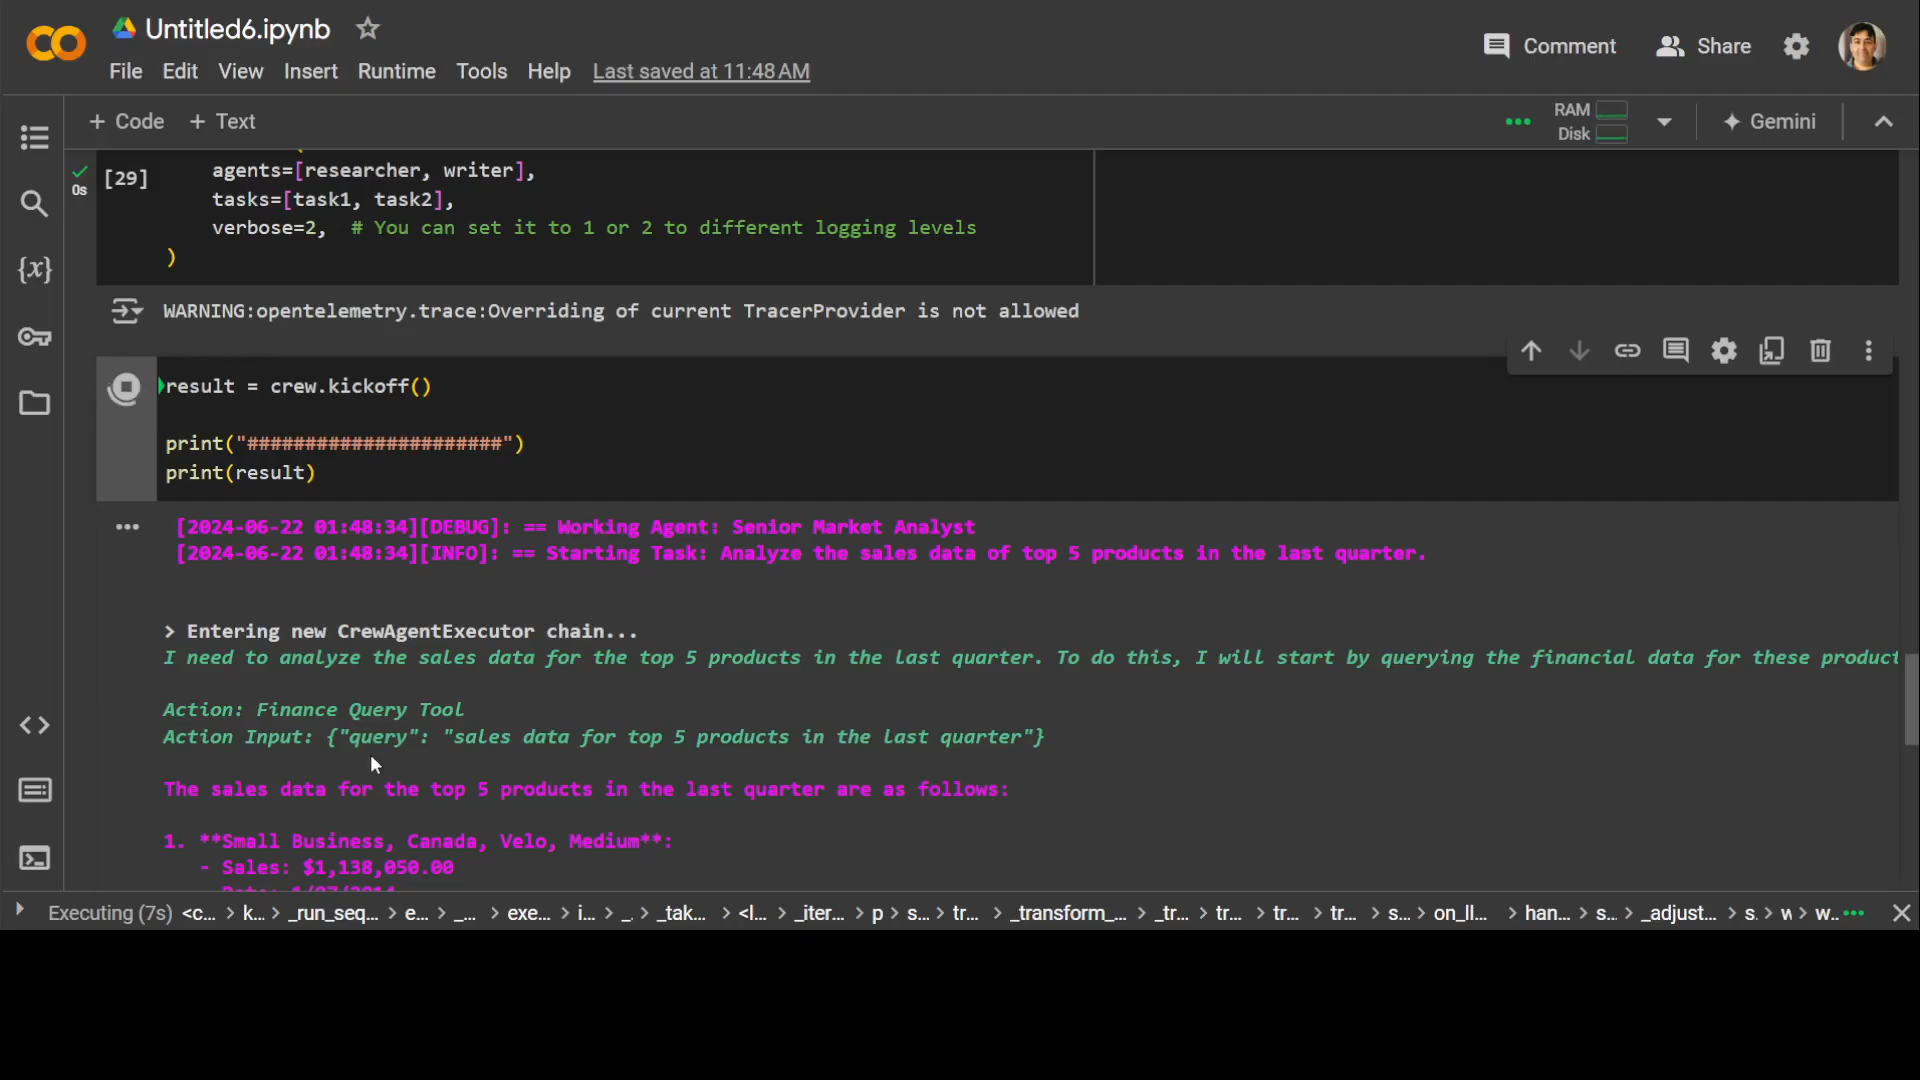 Untitled6.ipynb
Comment
Share
File Edit View Insert Runtime Tools Help Last saved at 11:48 AM
+ Code + Text
RAM
Disk
Gemini
[29]
0s
agents=[researcher, writer],
tasks=[task1, task2],
verbose=2,  # You can set it to 1 or 2 to different logging levels
)
WARNING:opentelemetry.trace:Overriding of current TracerProvider is not allowed
result = crew.kickoff()
print("######################")
print(result)
[2024-06-22 01:48:34][DEBUG]: == Working Agent: Senior Market Analyst
[2024-06-22 01:48:34][INFO]: == Starting Task: Analyze the sales data of top 5 products in the last quarter.
> Entering new CrewAgentExecutor chain...
I need to analyze the sales data for the top 5 products in the last quarter. To do this, I will start by querying the financial data for these product
Action: Finance Query Tool
Action Input: {"query": "sales data for top 5 products in the last quarter"}
The sales data for the top 5 products in the last quarter are as follows:
1. **Small Business, Canada, Velo, Medium**:
- Sales: $1,138,050.00
Executing (7s) <c... > k... > _run_seq... > e... > _... > exe... > i... > _. > _tak... > <l... > _iter... > p > s... > tr... > _transform_... > _tr... > tr... > tr... > tr... > s... > on_ll... > han... > s... > _adjust... > s. > w > w...